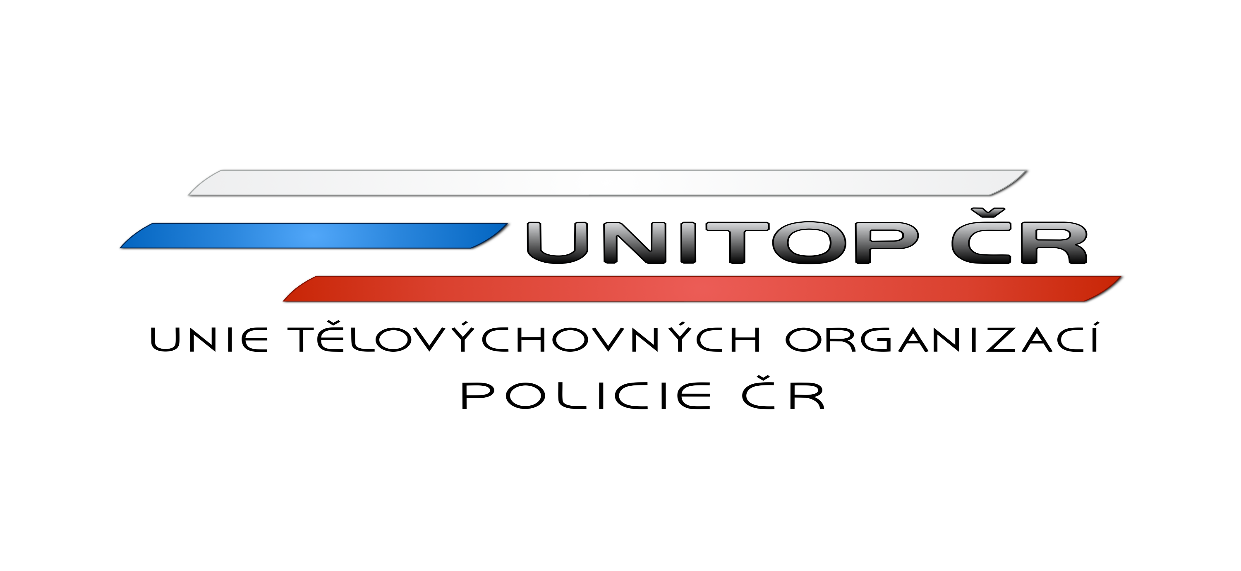 UNITOP ČR
UNIE TĚLOVÝCHOVNÝCH ORGANIZACÍ
POLICIE ČR